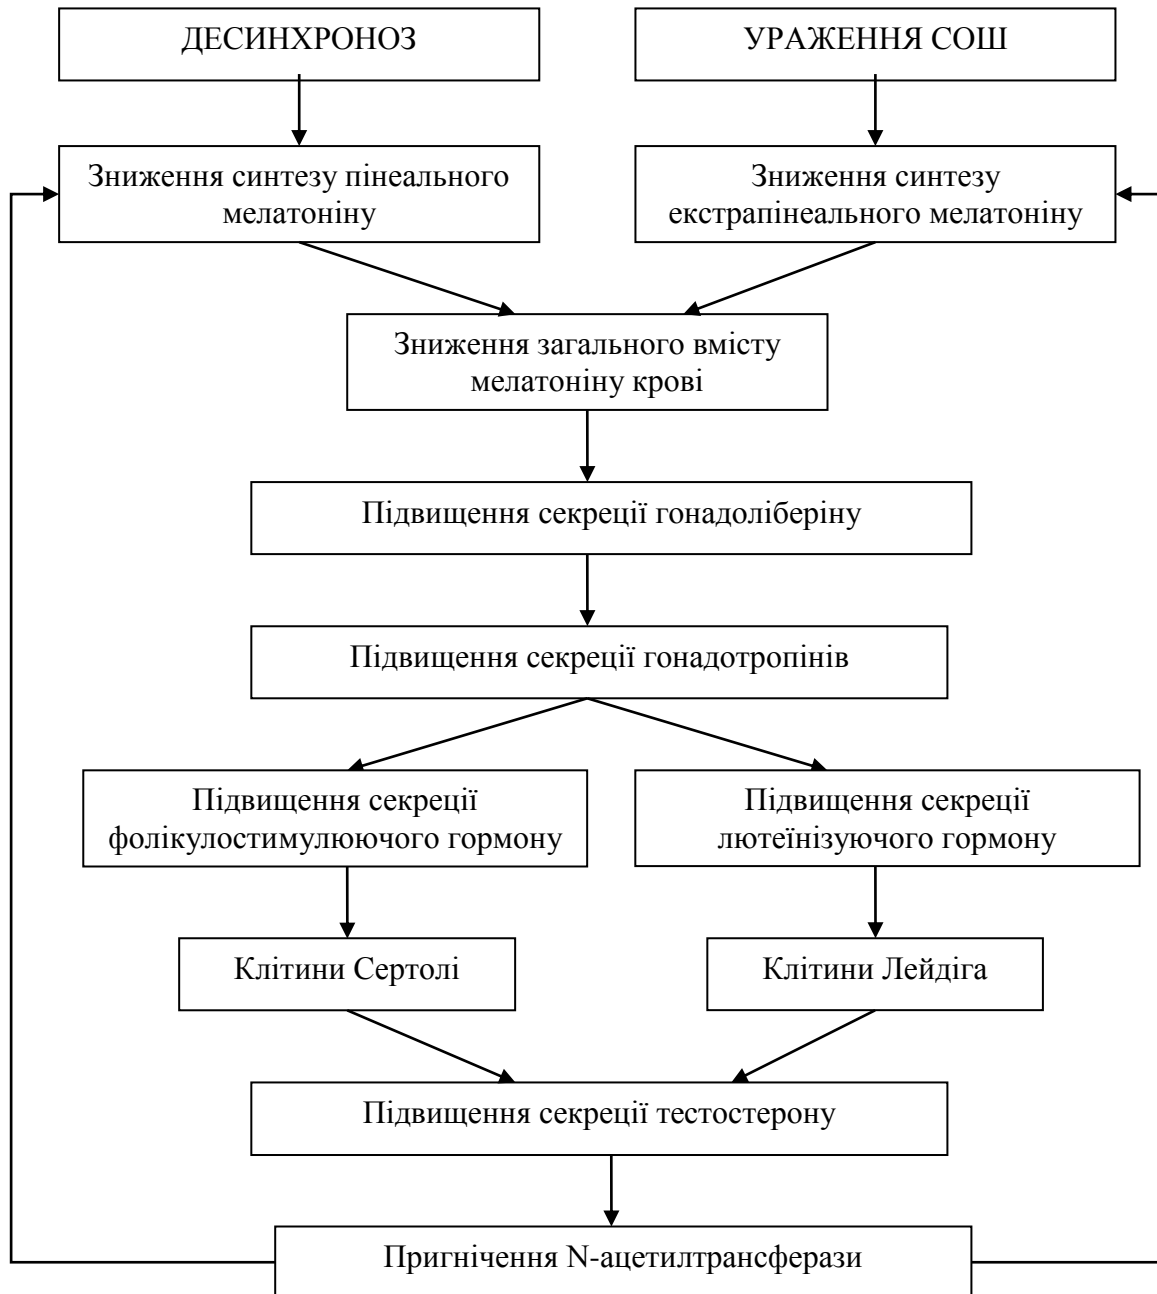 ДЕСИНХРОНОЗ
УРАЖЕННЯ СОШ
Зниження синтезу пінеального
мелатоніну
Зниження синтезу
екстрапінеального мелатоніну
Зниження загального вмісту
мелатоніну крові
Підвищення секреції гонадоліберіну
Підвищення секреції гонадотропінів
Підвищення секреції
фолікулостимулюючого гормону
Підвищення секреції
лютеїнізуючого гормону
Клітини Сертолі
Клітини Лейдіга
Підвищення секреції тестостерону
Пригнічення N-ацетилтрансферази